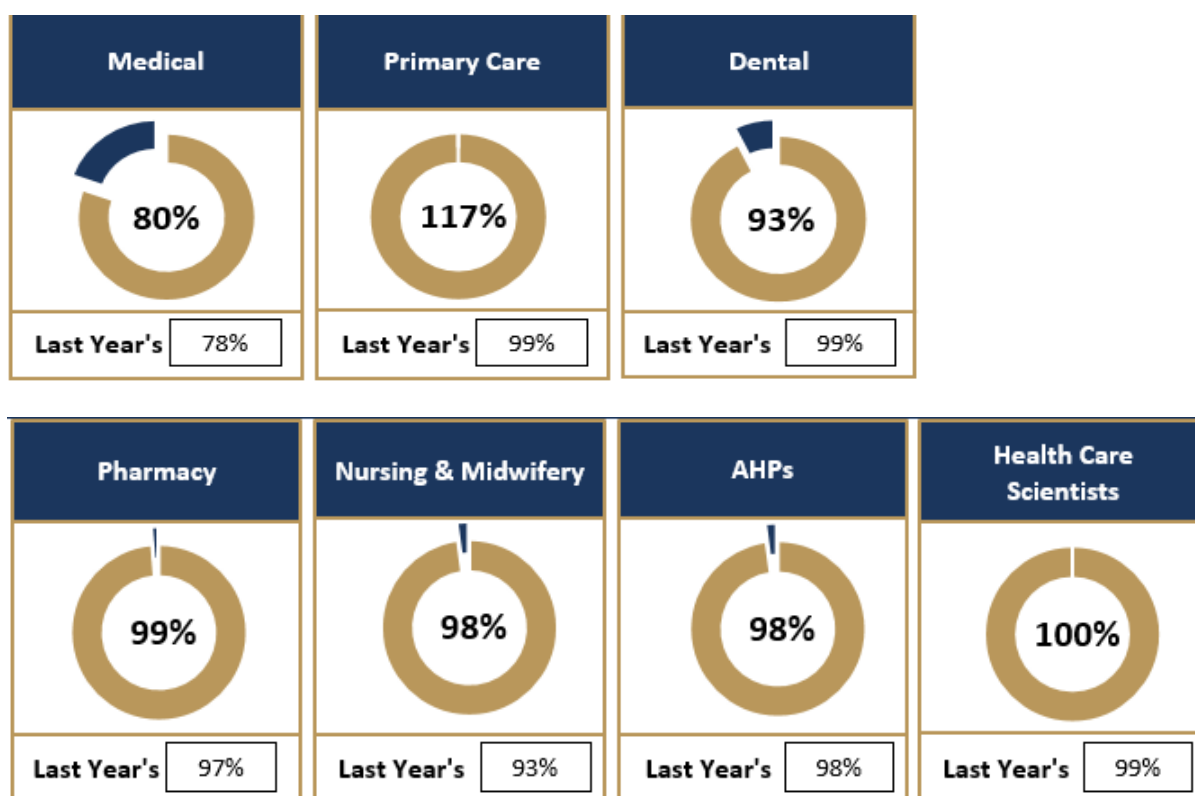 Medical
Primary Care
Dental
80%
117%
93%
Last Year's 78%
Last Year's 99%
Last Year's 99%
Pharmacy
Nursing & Midwifery
AHPs
Health Care
Scientists
99%
98%
98%
100%
Last Year's 97%
Last Year's 93%
Last Year's 98%
Last Year's 99%